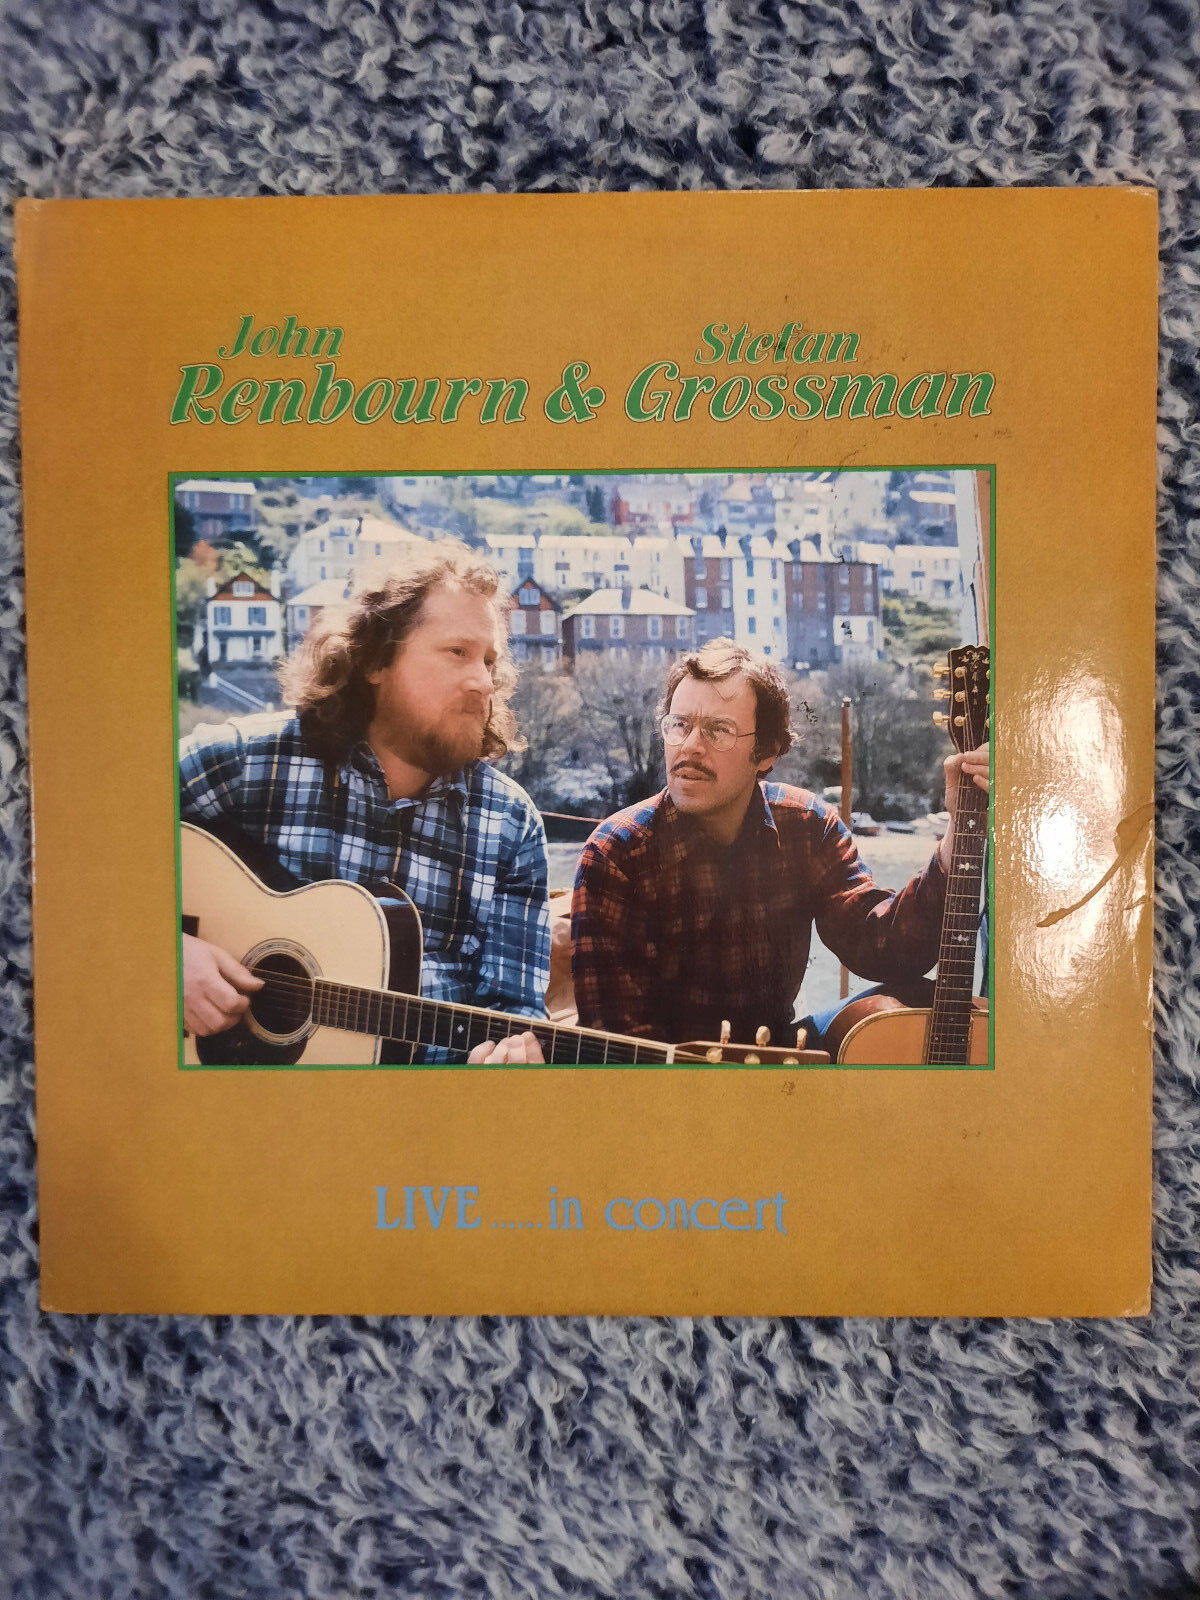 John Stefan
Renbourn & Grossman
LIVE......in concert